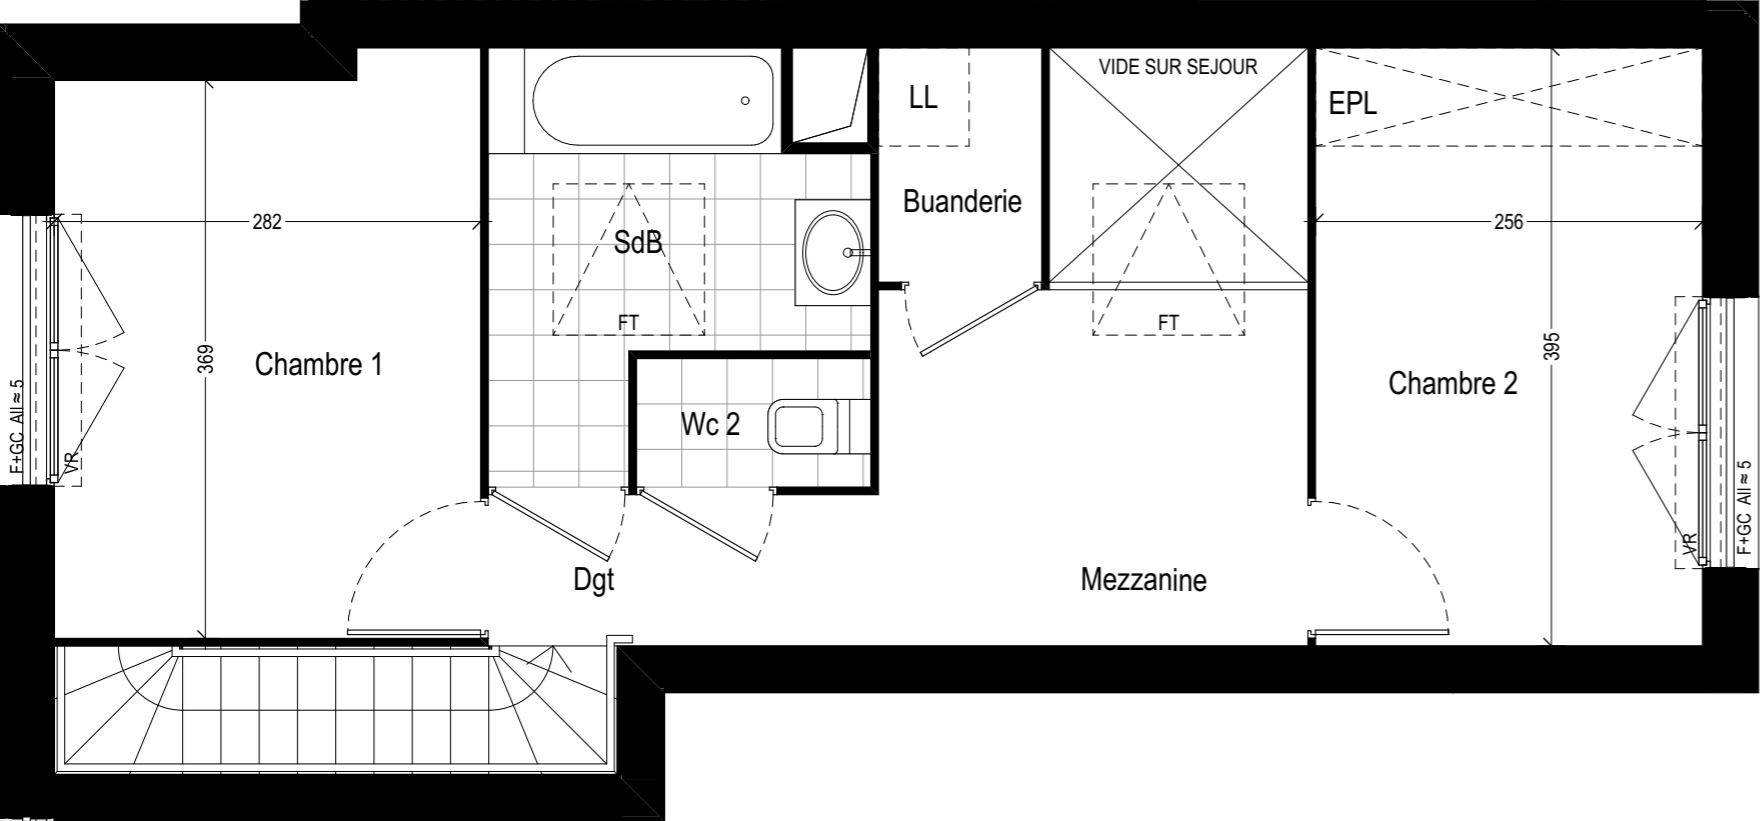 VIDE SUR SEJOUR
LL
EPL
Buanderie
282
SdB
256
FT
FT
369
Chambre 1
395
Chambre 2
F+GC All ≈ 5
VR
Wc 2
F+GC All ≈ 5
VR
Dgt
Mezzanine